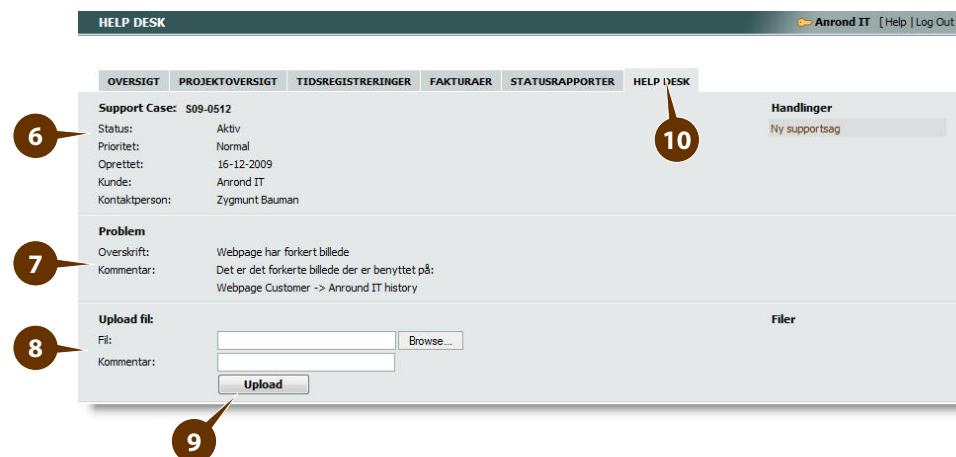 HELP DESK
Anrond IT [ Help | Log Out
OVERSIGT PROJEKTOVERSIGT TIDSREGISTRERINGER FAKTURAER STATUSRAPPORTER HELP DESK
Support Case: S09-0512 Handlinger
6 Status: Aktiv 10 Ny supportsag
Prioritet: Normal
Oprettet: 16-12-2009
Kunde: Anrond IT
Kontaktperson: Zygmunt Bauman
Problem
Overskrift: Webpage har forkert billede
7 Kommentar: Det er det forkerte billede der er benyttet på:
Webpage Customer -> Anround IT history
Upload fil: Filer
8 Fil: Browse...
Kommentar:
Upload
9